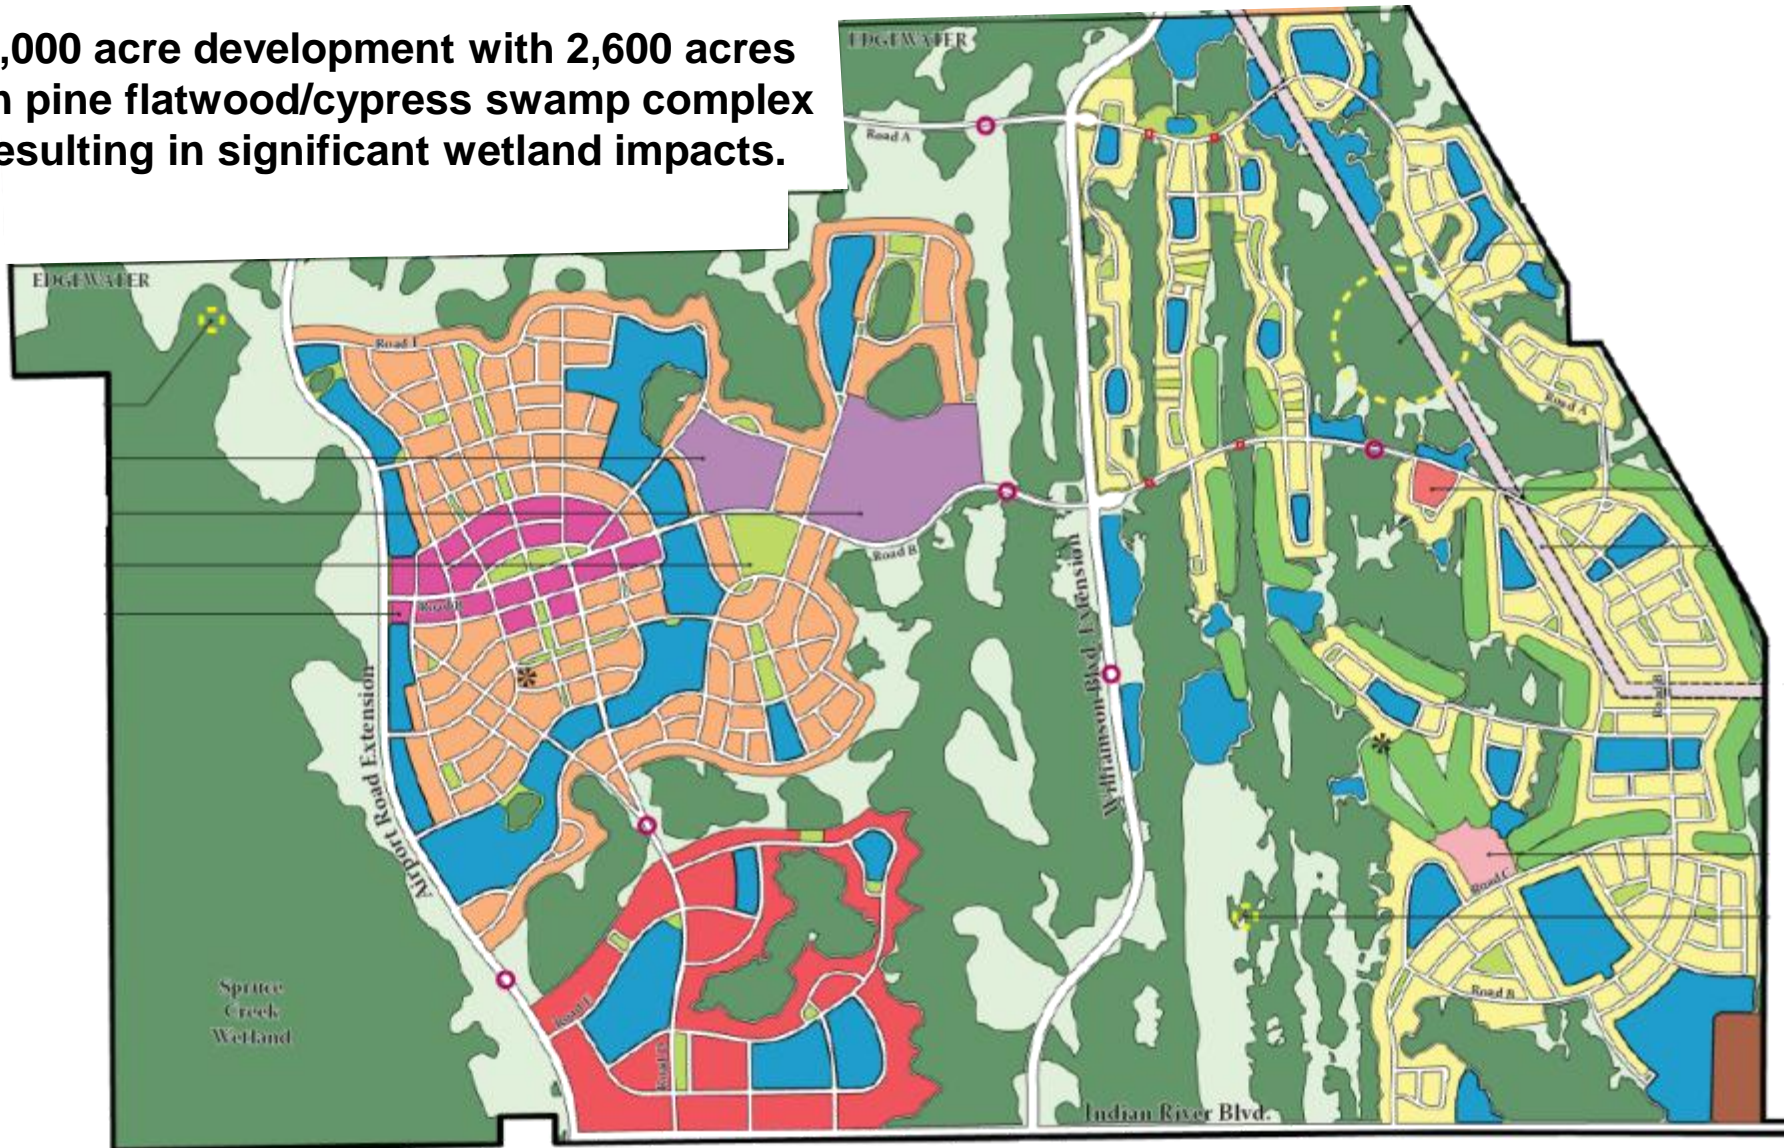 ,000 acre development with 2,600 acres
n pine flatwood/cypress swamp complex
esulting in significant wetland impacts.
EDGEWATER
Road A
EDGEWATER
Road B
Road A
Williamson Blvd. Extension
Airport Road Extension
Road B
Road C
Road B
Spruce
Creek
Wetland
Indian River Blvd.